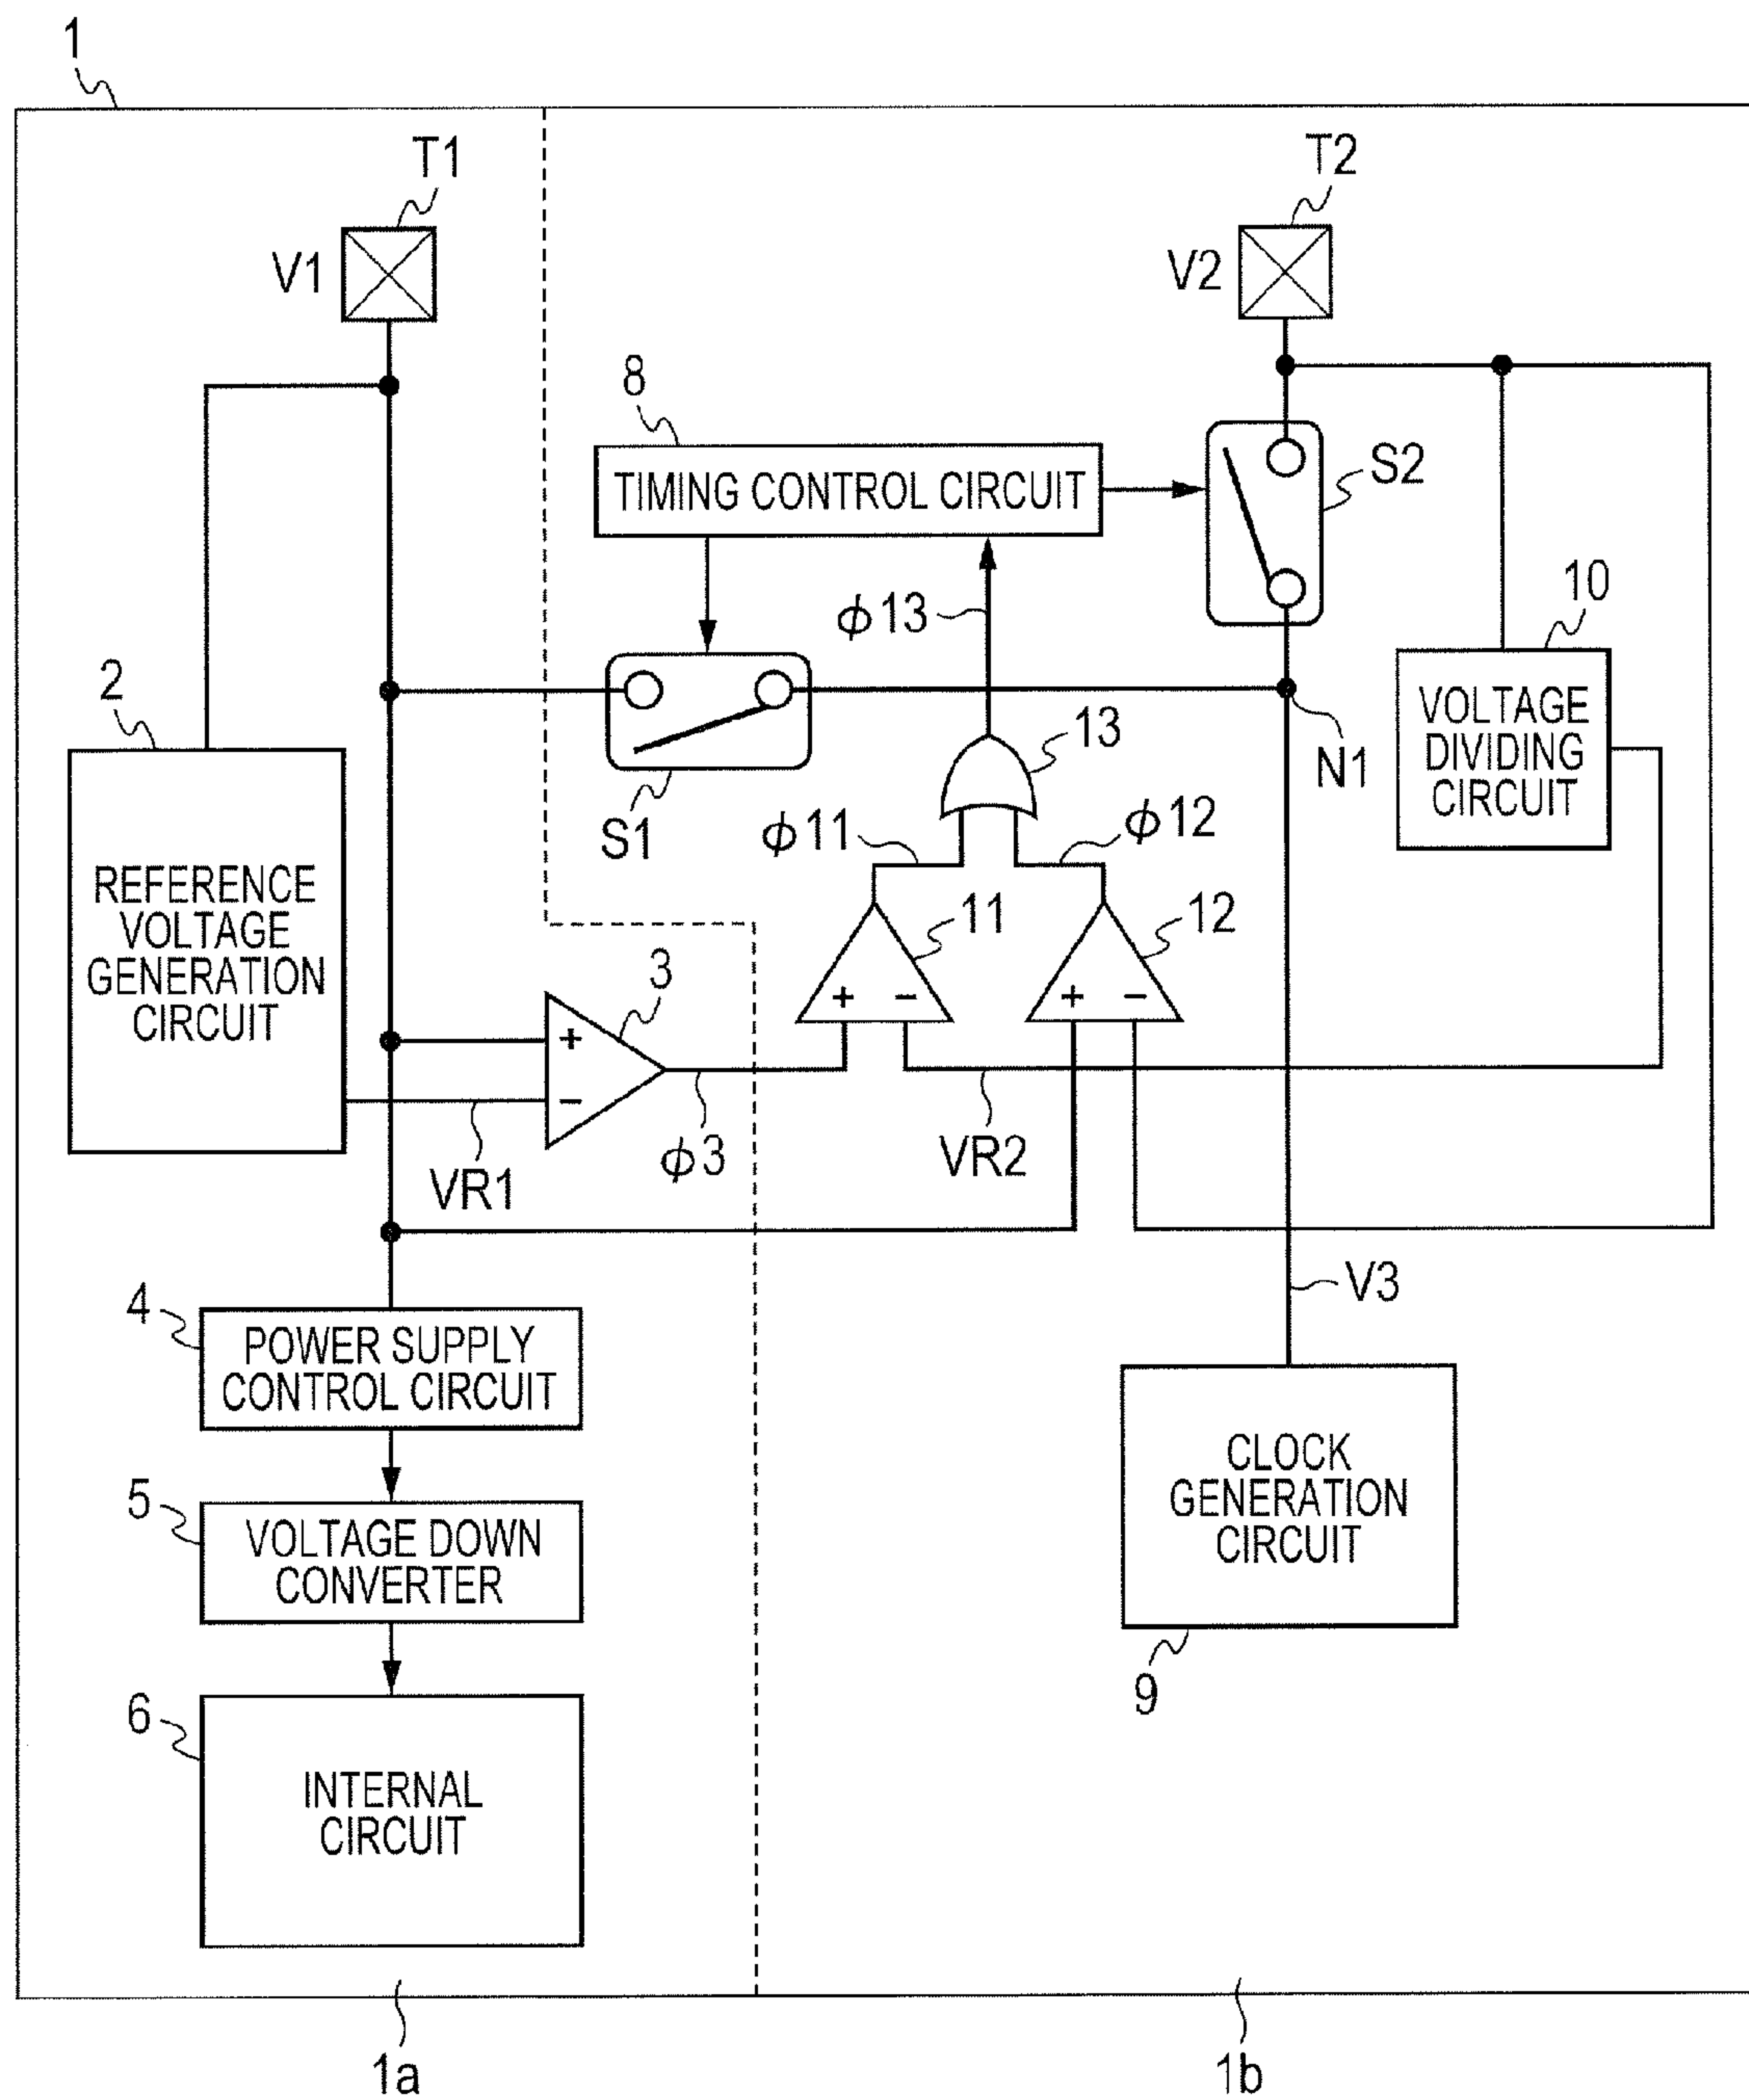 1
T1
T2
V1
V2
8
TIMING CONTROL CIRCUIT
S2
ϕ13
10
VOLTAGE
DIVIDING
CIRCUIT
2
REFERENCE
VOLTAGE
GENERATION
CIRCUIT
S1
13
N1
ϕ11
ϕ12
11
12
+ −
+ −
3
+
−
ϕ3
VR1
VR2
V3
4
POWER SUPPLY
CONTROL CIRCUIT
5
VOLTAGE DOWN
CONVERTER
CLOCK
GENERATION
CIRCUIT
9
6
INTERNAL
CIRCUIT
1a
1b